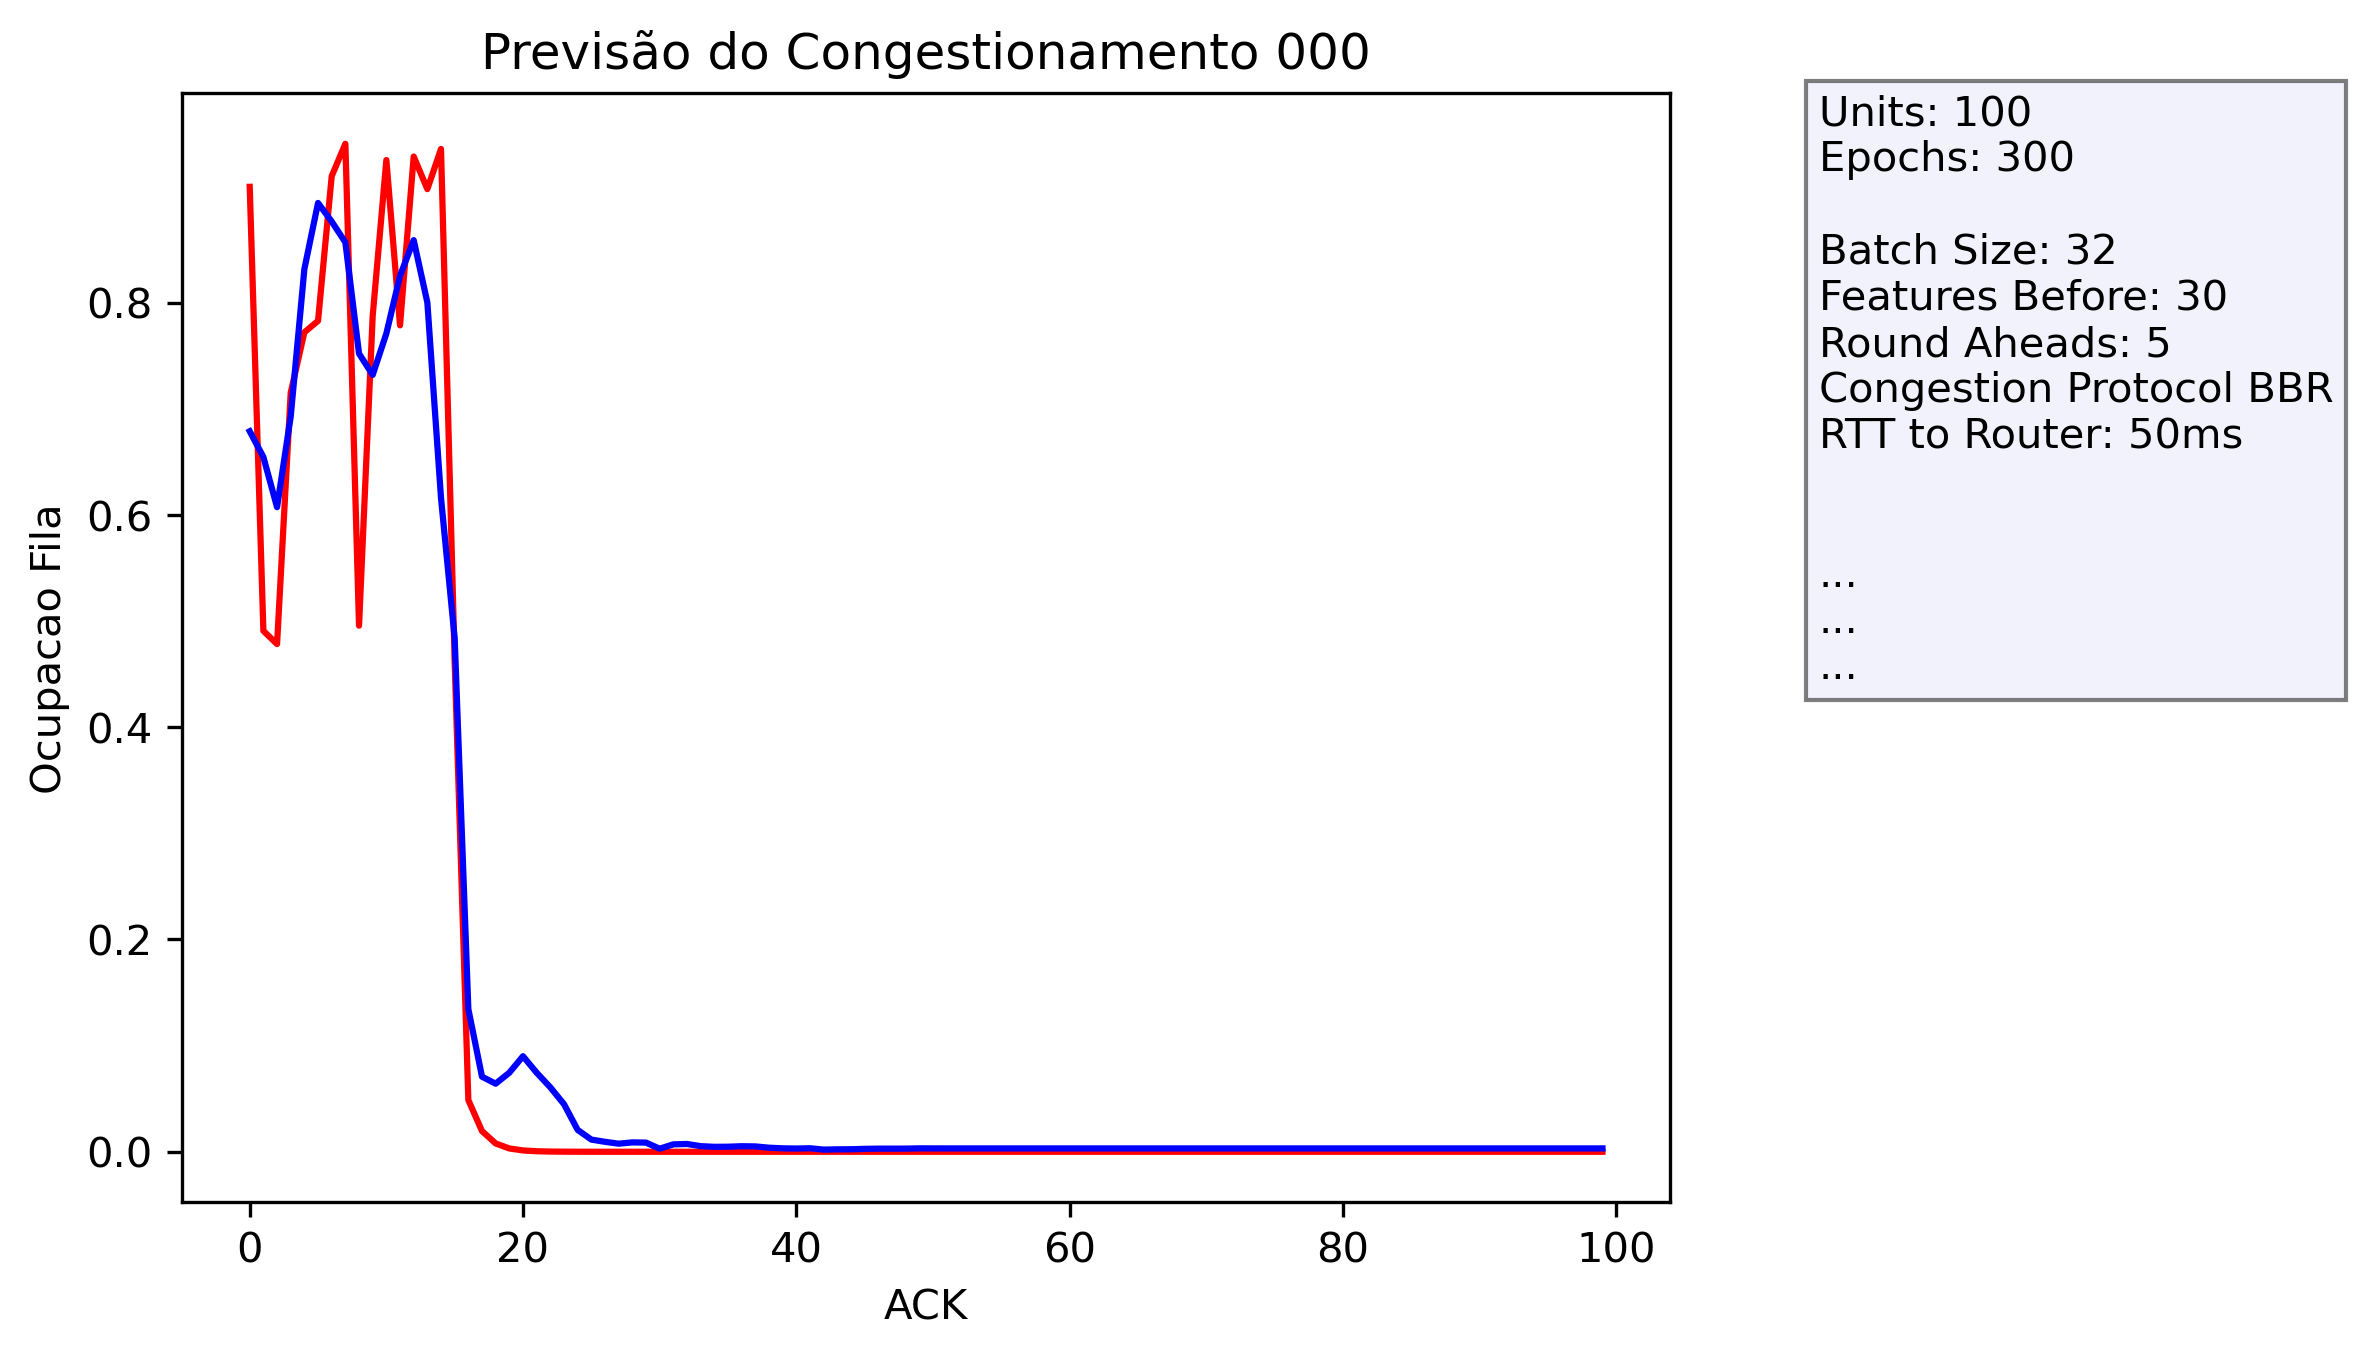 Previsão do Congestionamento 000
Ocupacao Fila
0.8
0.6
0.4
0.2
0.0
0 20 40 60 80 100
ACK
Units: 100
Epochs: 300
Batch Size: 32
Features Before: 30
Round Aheads: 5
Congestion Protocol BBR
RTT to Router: 50ms
...
...
...